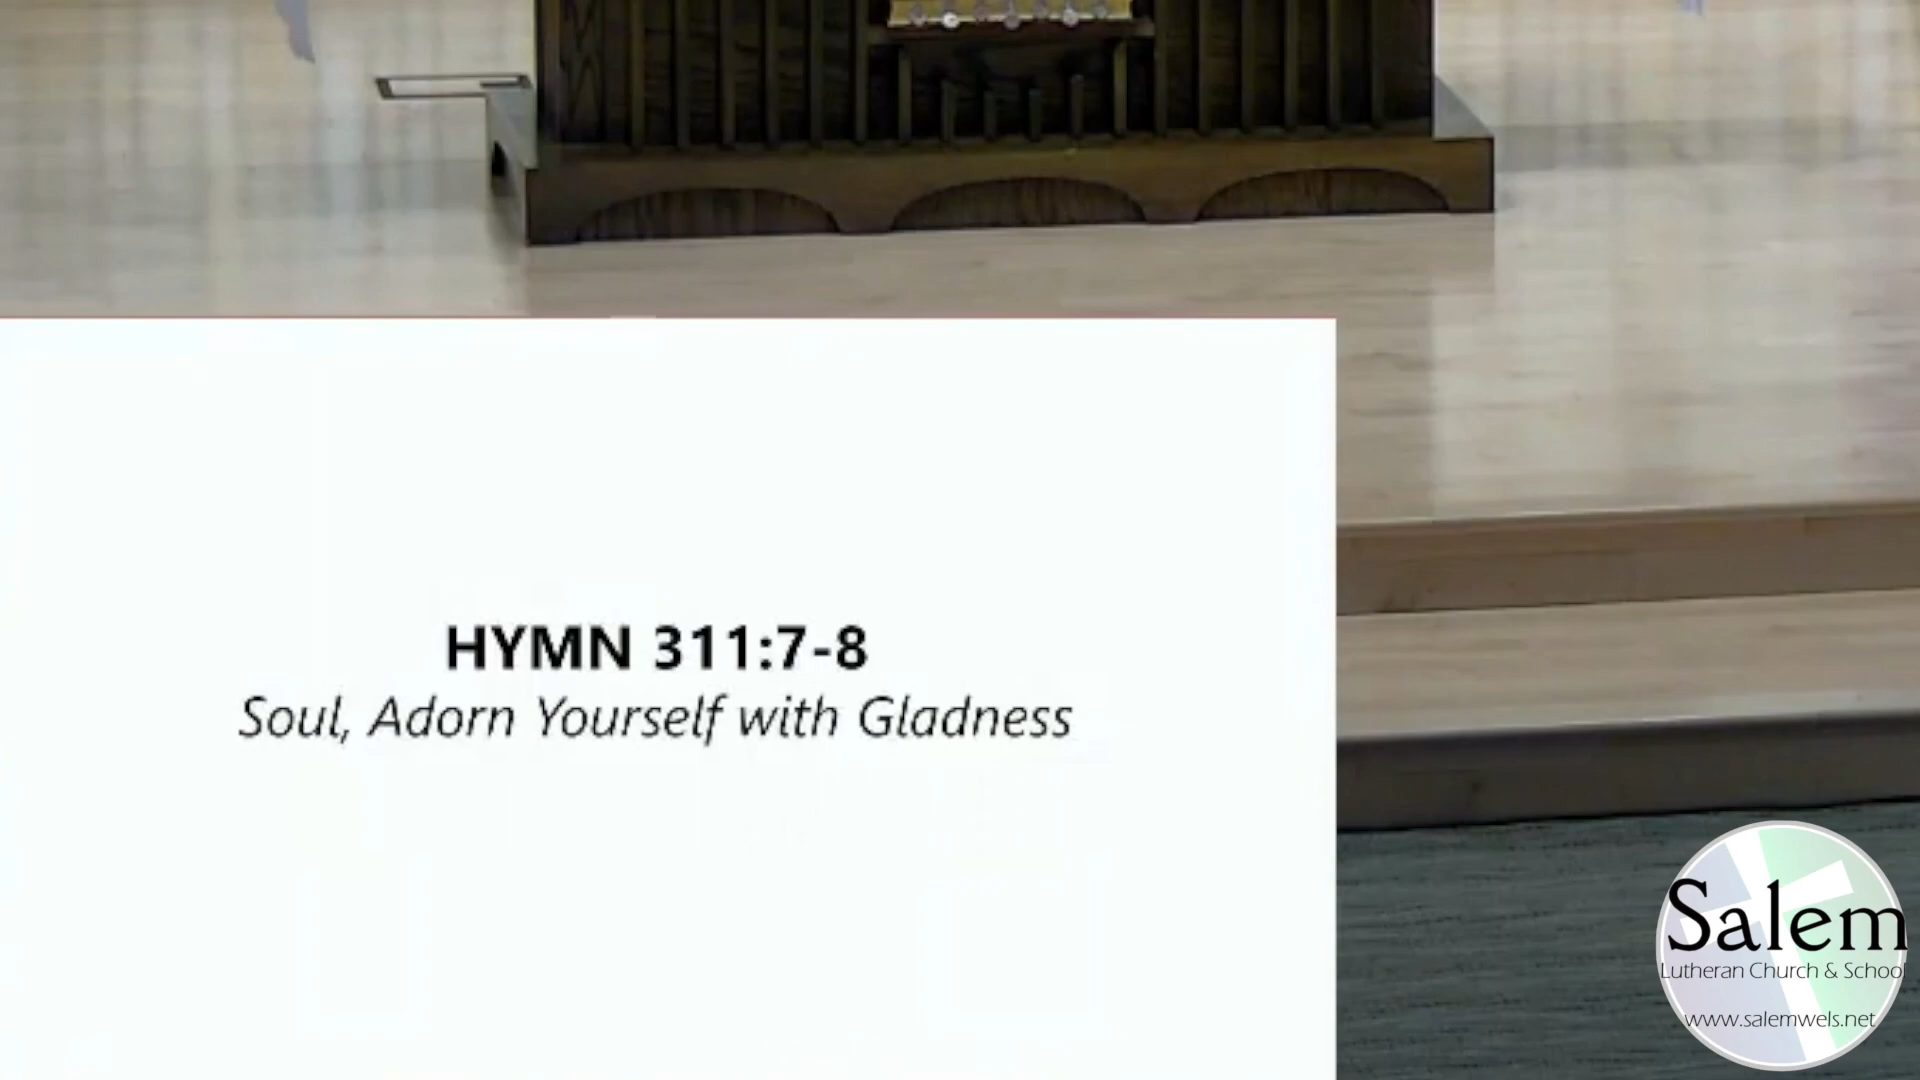 HYMN 311:7-8
Soul, Adorn Yourself with Gladness
Salem
Lutheran Church & School
www.salemwels.net